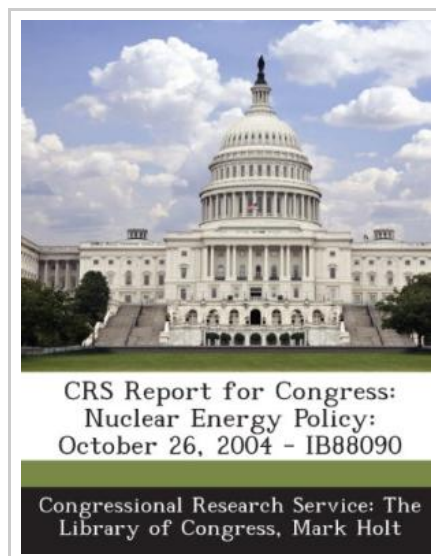 CRS Report for Congress:
Nuclear Energy Policy:
October 26, 2004 - IB88090
Congressional Research Service: The
Library of Congress, Mark Holt